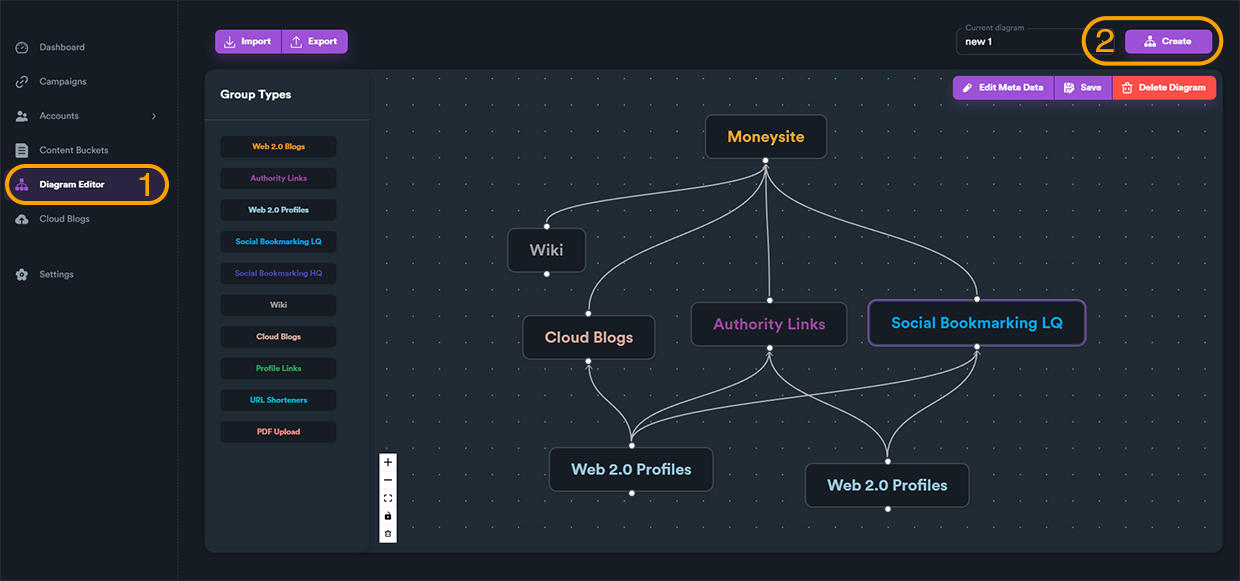 Dashboard
Campaigns
Accounts
Content Buckets
Diagram Editor 1
Cloud Blogs
Settings
Import
Export
Current diagram
new 1
2
Create
Edit Meta Data
Save
Delete Diagram
Group Types
Web 2.0 Blogs
Authority Links
Web 2.0 Profiles
Social Bookmarking LQ
Social Bookmarking HQ
Wiki
Cloud Blogs
Profile Links
URL Shorteners
PDF Upload
Moneysite
Wiki
Cloud Blogs
Authority Links
Social Bookmarking LQ
Web 2.0 Profiles
Web 2.0 Profiles